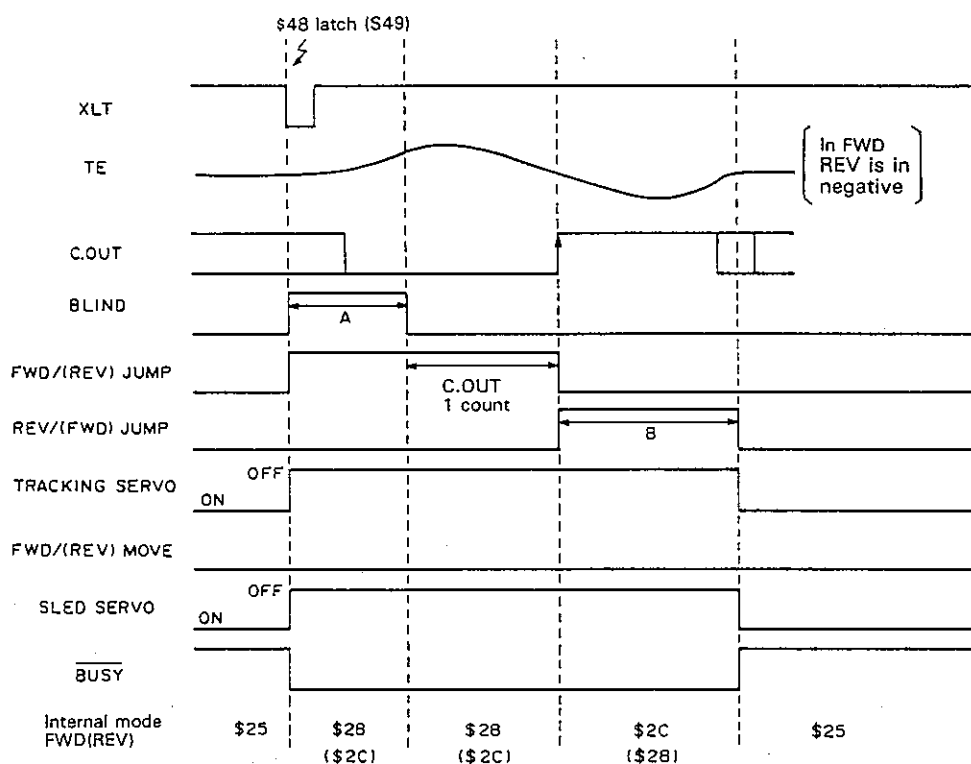 $48 latch (S49)
XLT
TE
In FWD
REV is in
negative
C.OUT
BLIND
A
FWD/(REV) JUMP
C.OUT
1 count
REV/(FWD) JUMP
B
OFF
TRACKING SERVO
ON
FWD/(REV) MOVE
OFF
SLED SERVO
ON
BUSY
Internal mode
FWD(REV)
$25 $28 $28 $2C $25
($2C) ($2C) ($28)